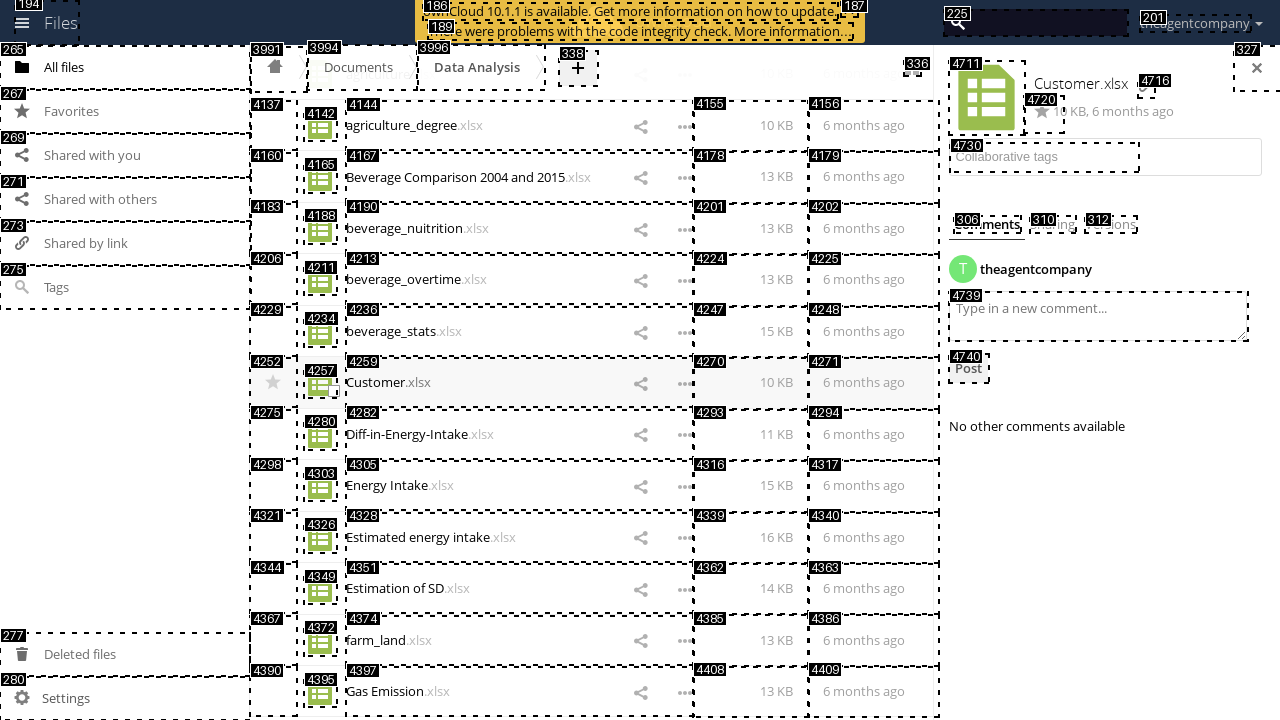 194
Files
ownCloud 10.1.1 is available. Get more information on how to update.
186
187
189
There were problems with the code integrity check. More information…
225
201
theagentcompany
265
All files
267
Favorites
269
Shared with you
271
Shared with others
273
Shared by link
275
Tags
277
Deleted files
280
Settings
3991
3994
Documents
3996
Data Analysis
338
+
336
4137
4142
4144
agriculture_degree.xlsx
4155
10 KB
4156
6 months ago
4160
4165
4167
Beverage Comparison 2004 and 2015.xlsx
4178
13 KB
4179
6 months ago
4183
4188
4190
beverage_nuitrition.xlsx
4201
13 KB
4202
6 months ago
4206
4211
4213
beverage_overtime.xlsx
4224
13 KB
4225
6 months ago
4229
4234
4236
beverage_stats.xlsx
4247
15 KB
4248
6 months ago
4252
4257
4259
Customer.xlsx
4270
10 KB
4271
6 months ago
4275
4280
4282
Diff-in-Energy-Intake.xlsx
4293
11 KB
4294
6 months ago
4298
4303
4305
Energy Intake.xlsx
4316
15 KB
4317
6 months ago
4321
4326
4328
Estimated energy intake.xlsx
4339
16 KB
4340
6 months ago
4344
4349
4351
Estimation of SD.xlsx
4362
14 KB
4363
6 months ago
4367
4372
4374
farm_land.xlsx
4385
13 KB
4386
6 months ago
4390
4395
4397
Gas Emission.xlsx
4408
13 KB
4409
6 months ago
327
4711
Customer.xlsx
4716
4720
10 KB, 6 months ago
4730
Collaborative tags
306
Comments
310
Sharing
312
Versions
T
theagentcompany
4739
Type in a new comment...
4740
Post
No other comments available